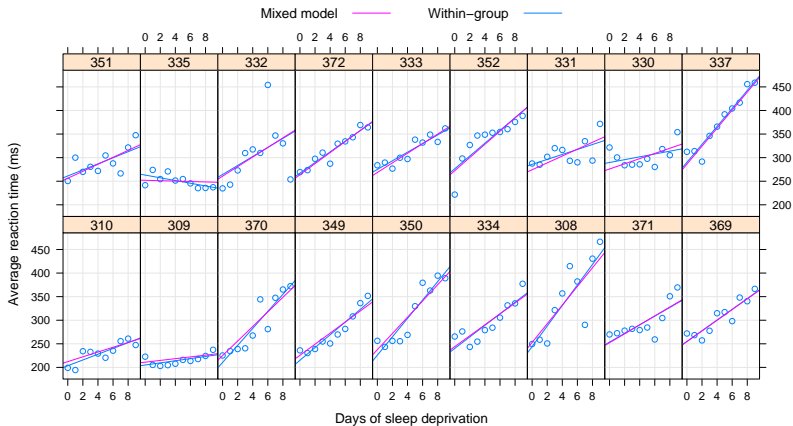 Mixed model Within−group
0 2 4 6 8 0 2 4 6 8 0 2 4 6 8 0 2 4 6 8
351 335 332 372 333 352 331 330 337
450
400
350
300
250
200
310 309 370 349 350 334 308 371 369
450
400
350
300
250
200
0 2 4 6 8 0 2 4 6 8 0 2 4 6 8 0 2 4 6 8 0 2 4 6 8
Average reaction time (ms)
Days of sleep deprivation